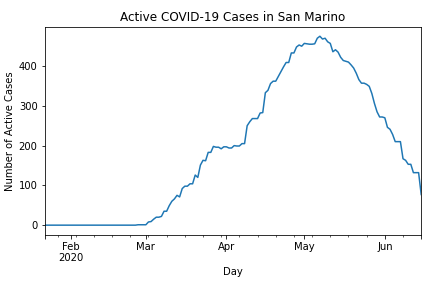 Active COVID-19 Cases in San Marino
Number of Active Cases
400
300
200
100
0
Feb
2020
Mar
Apr
May
Jun
Day